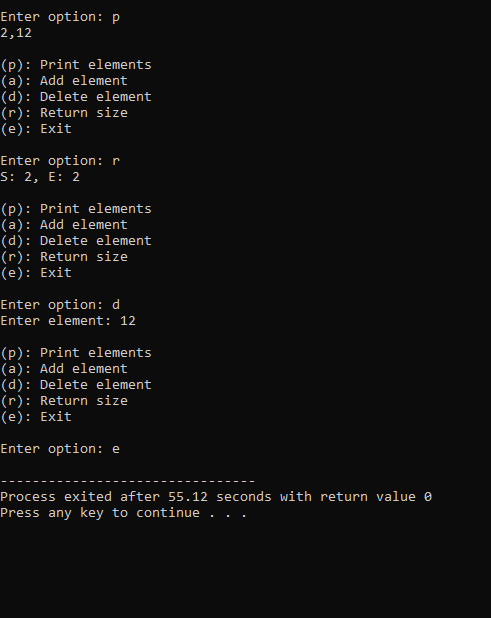 Enter option: p
2,12
(p): Print elements
(a): Add element
(d): Delete element
(r): Return size
(e): Exit
Enter option: r
S: 2, E: 2
(p): Print elements
(a): Add element
(d): Delete element
(r): Return size
(e): Exit
Enter option: d
Enter element: 12
(p): Print elements
(a): Add element
(d): Delete element
(r): Return size
(e): Exit
Enter option: e
--------------------------------
Process exited after 55.12 seconds with return value 0
Press any key to continue . . .